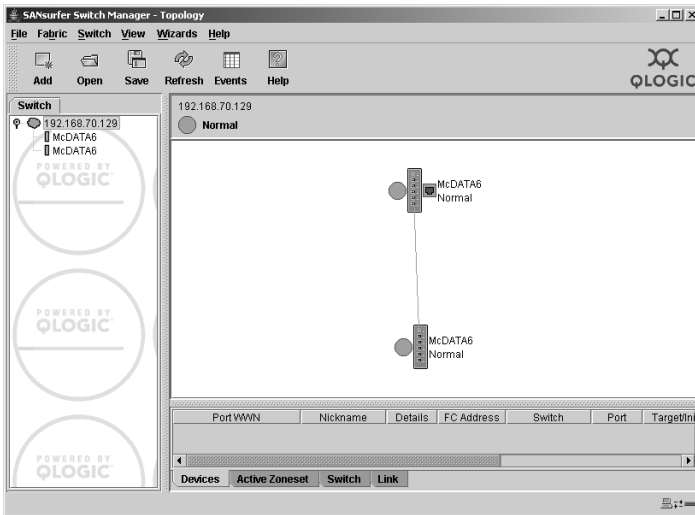 SANsurfer Switch Manager - Topology
File Fabric Switch View Wizards Help
Add Open Save Refresh Events Help
QLOGIC
Switch
192.168.70.129
McDATA6
McDATA6
POWERED BY
QLOGIC
POWERED BY
QLOGIC
POWERED BY
QLOGIC
192.168.70.129
Normal
McDATA6
Normal
McDATA6
Normal
Port WWN Nickname Details FC Address Switch Port Target/Ini
Devices Active Zoneset Switch Link